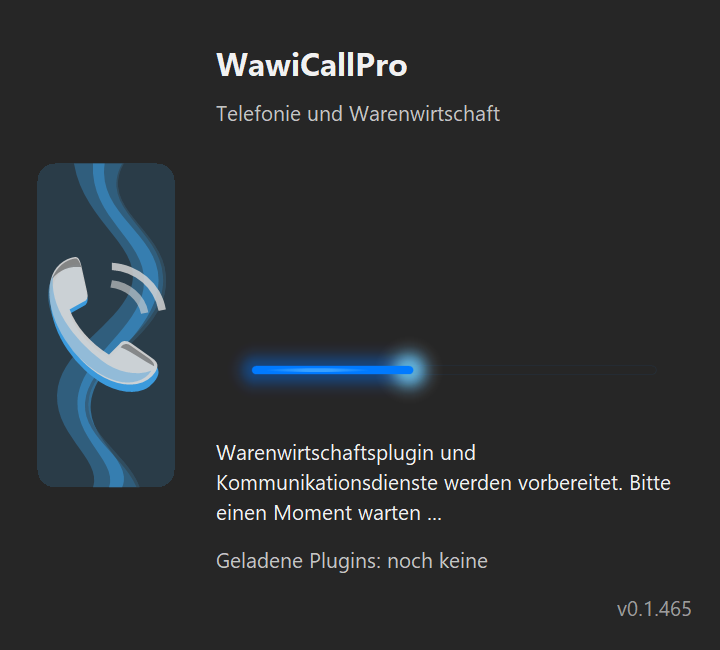 WawiCallPro
Telefonie und Warenwirtschaft
Warenwirtschaftsplugin und
Kommunikationsdienste werden vorbereitet. Bitte
einen Moment warten ...
Geladene Plugins: noch keine
v0.1.465